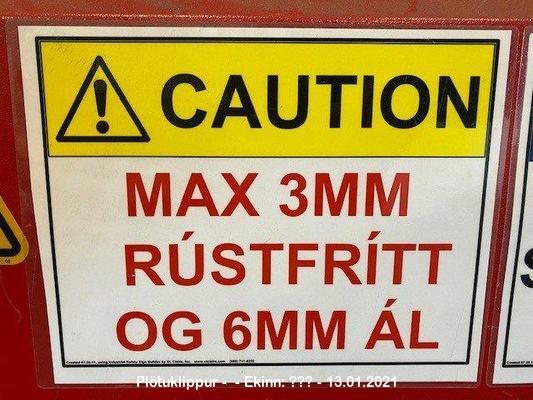 CAUTION
MAX 3MM
RÚSTFRÍTT
OG 6MM ÁL
Plötuklippur - - Ekinn: ??? - 13.01.2021